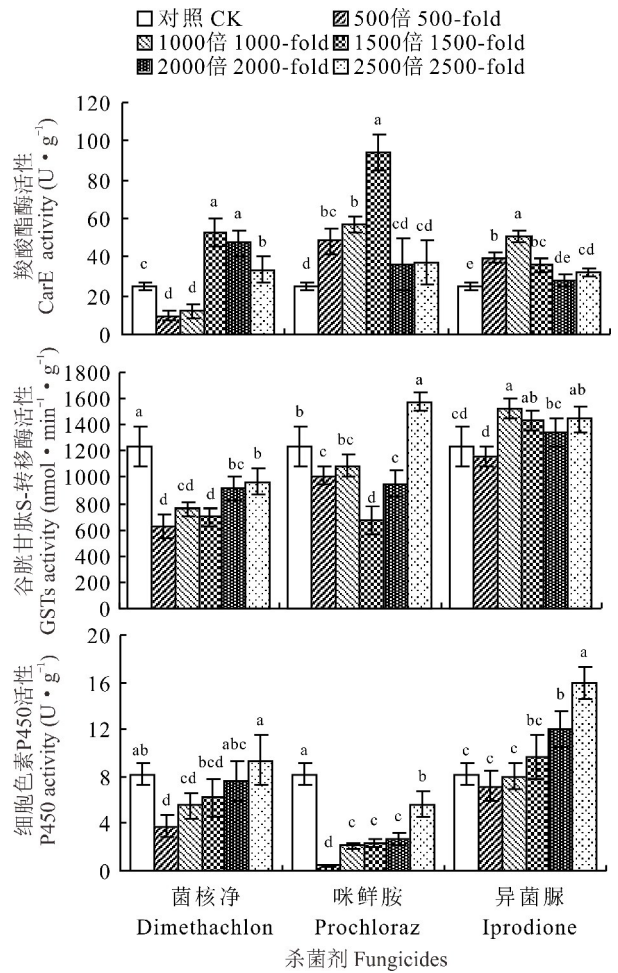 对照 CK 500倍 500-fold
1000倍 1000-fold 1500倍 1500-fold
2000倍 2000-fold 2500倍 2500-fold
羧酸酯酶活性
CarE activity (U·g⁻¹)
120
100
80
60
40
20
0
c d d a a b
d bc b a cd cd
e b a bc de cd
谷胱甘肽S-转移酶活性
GSTs activity (nmol·min⁻¹·g⁻¹)
1800
1600
1400
1200
1000
800
600
400
200
0
a d cd d bc b
b c bc d c a
cd d a ab bc ab
细胞色素P450活性
P450 activity (U·g⁻¹)
20
16
12
8
4
0
ab d cd bcd abc a
a d c c c b
c c c bc b a
菌核净 咪鲜胺 异菌脲
Dimethachlon Prochloraz Iprodione
杀菌剂 Fungicides